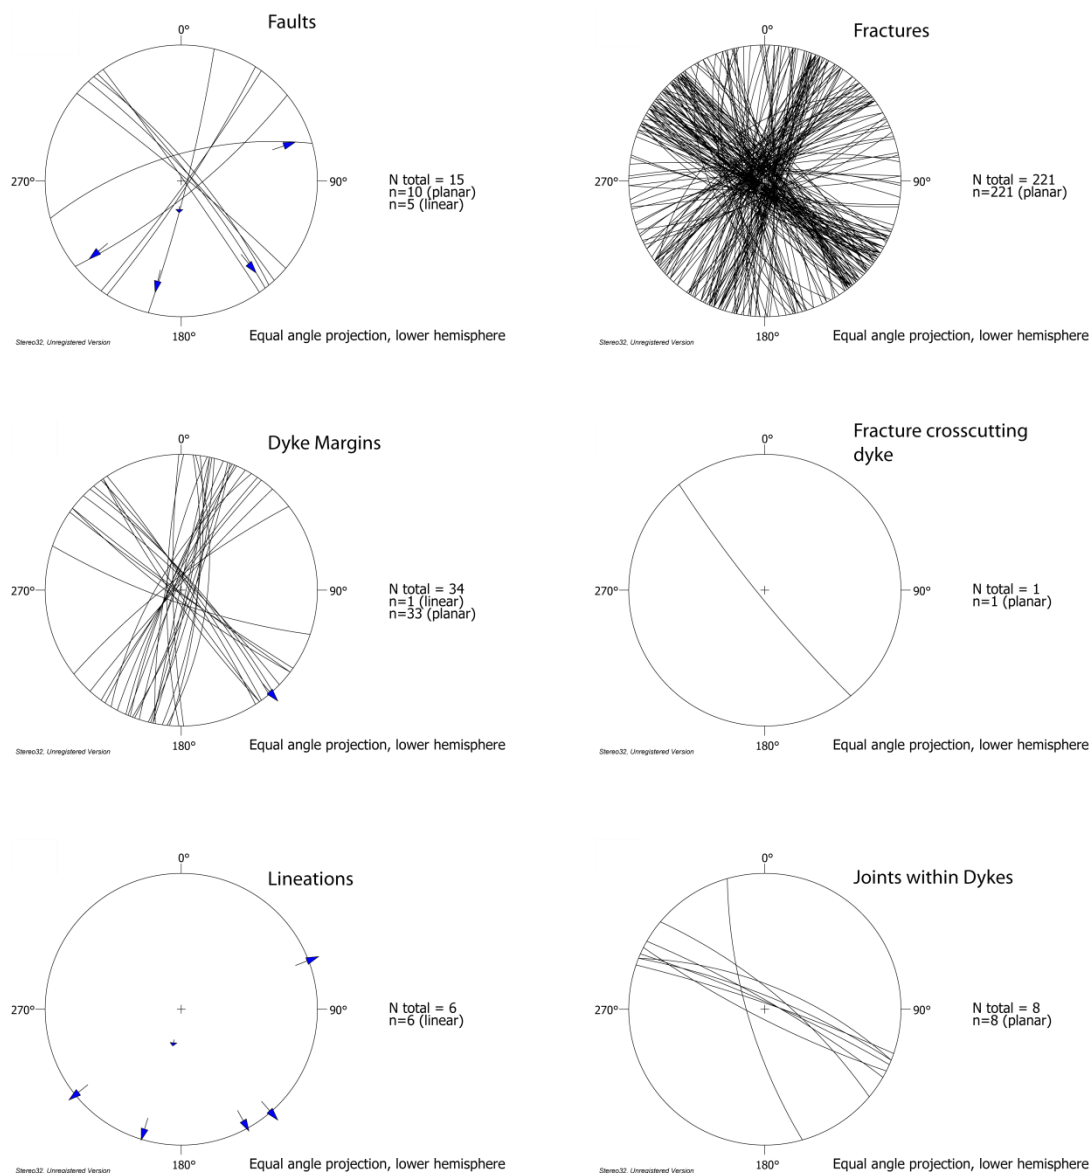 Faults
0°
270°
90°
N total = 15
n=10 (planar)
n=5 (linear)
180°
Equal angle projection, lower hemisphere
Stereo32, Unregistered Version
Fractures
0°
270°
90°
N total = 221
n=221 (planar)
180°
Equal angle projection, lower hemisphere
Stereo32, Unregistered Version
Dyke Margins
0°
270°
90°
N total = 34
n=1 (linear)
n=33 (planar)
180°
Equal angle projection, lower hemisphere
Stereo32, Unregistered Version
Fracture crosscutting
dyke
0°
270°
90°
N total = 1
n=1 (planar)
180°
Equal angle projection, lower hemisphere
Stereo32, Unregistered Version
Lineations
0°
270°
90°
N total = 6
n=6 (linear)
180°
Equal angle projection, lower hemisphere
Stereo32, Unregistered Version
Joints within Dykes
0°
270°
90°
N total = 8
n=8 (planar)
180°
Equal angle projection, lower hemisphere
Stereo32, Unregistered Version